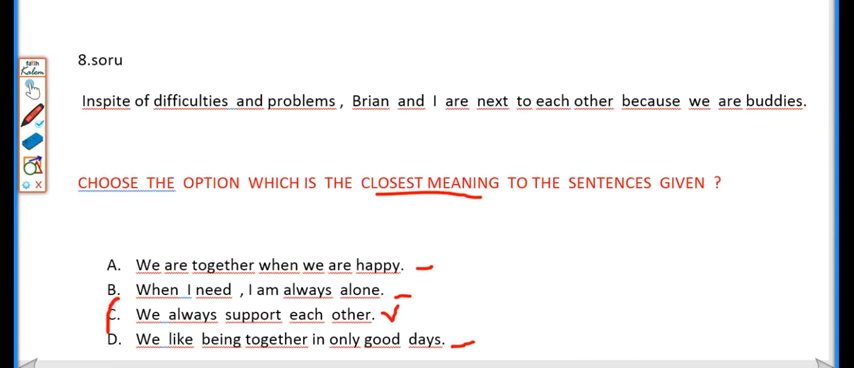 8.soru
Inspite of difficulties and problems , Brian and I are next to each other because we are buddies.
CHOOSE THE OPTION WHICH IS THE CLOSEST MEANING TO THE SENTENCES GIVEN ?
A. We are together when we are happy.
B. When I need , I am always alone.
C. We always support each other.
D. We like being together in only good days.
fatih
Kalem